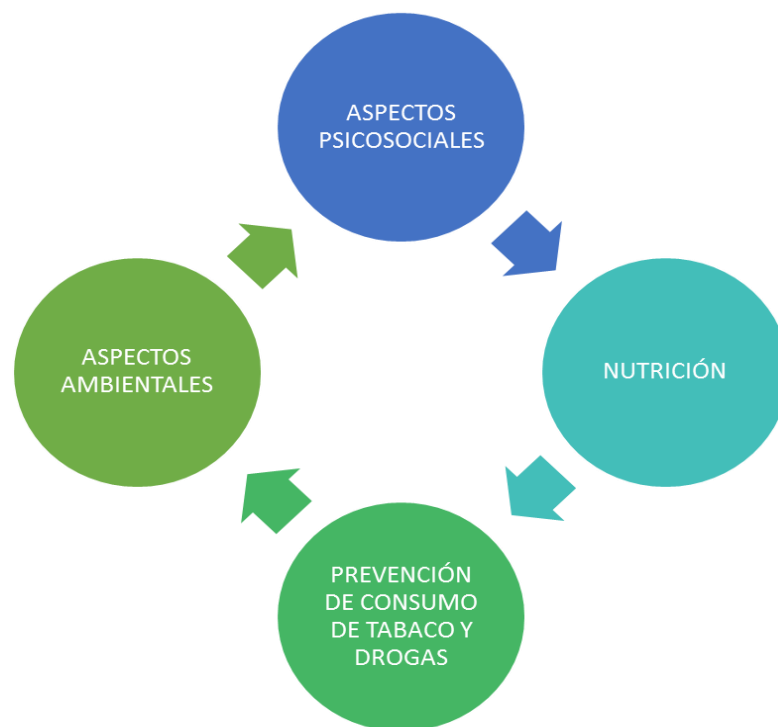 ASPECTOS
PSICOSOCIALES
NUTRICIÓN
PREVENCIÓN
DE CONSUMO
DE TABACO Y
DROGAS
ASPECTOS
AMBIENTALES